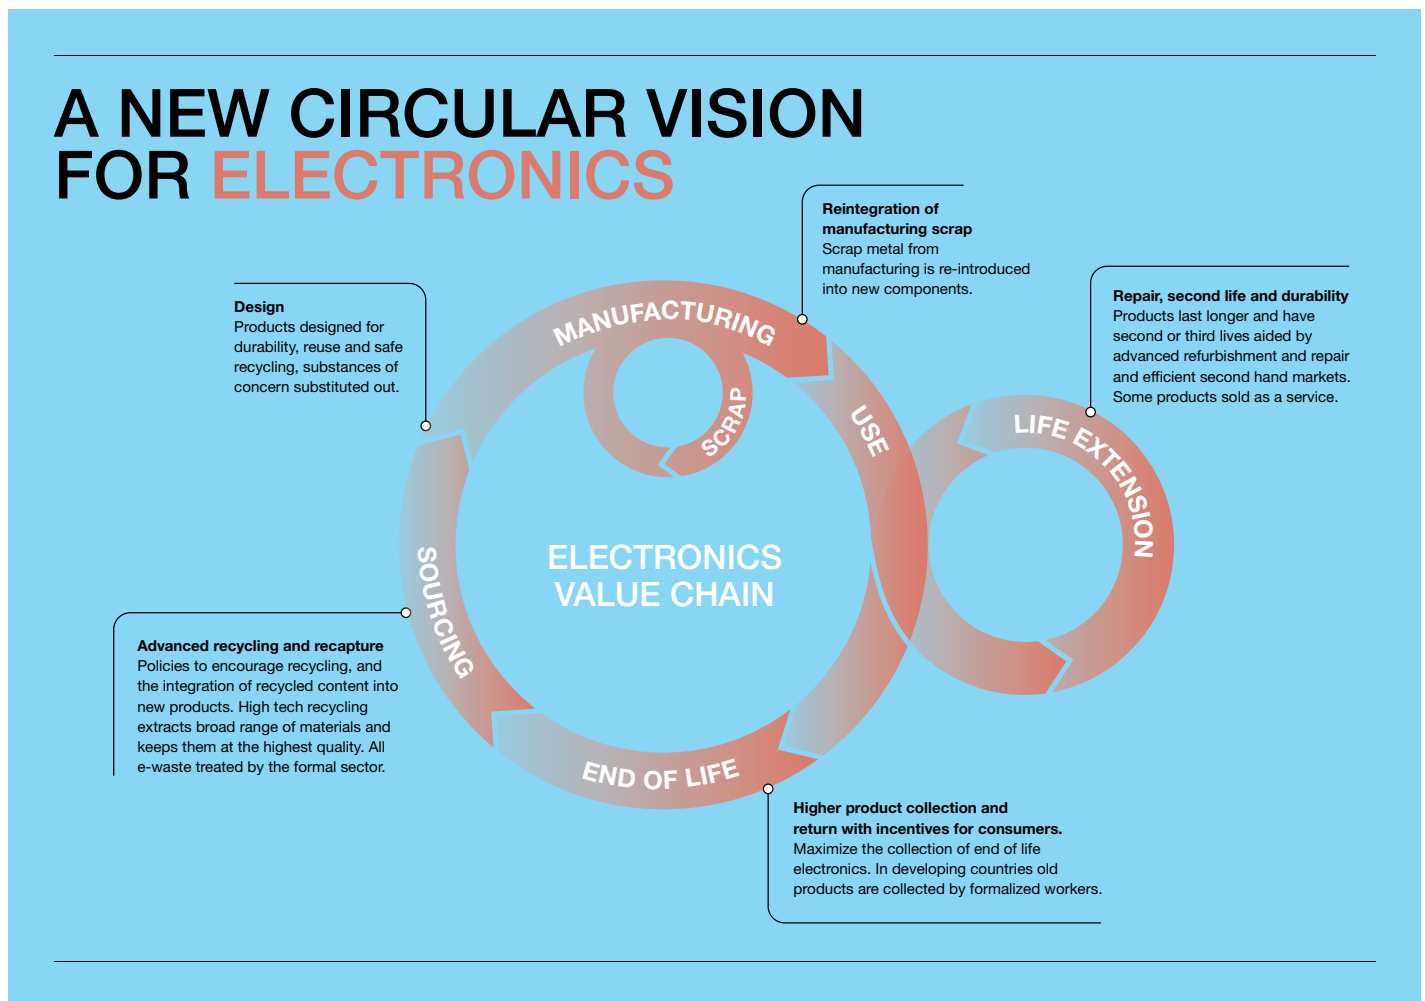 A NEW CIRCULAR VISION
FOR ELECTRONICS
Reintegration of
manufacturing scrap
Scrap metal from
manufacturing is re-introduced
into new components.
Repair, second life and durability
Products last longer and have
second or third lives aided by
advanced refurbishment and repair
and efficient second hand markets.
Some products sold as a service.
Design
Products designed for
durability, reuse and safe
recycling, substances of
concern substituted out.
MANUFACTURING
SCRAP
USE
LIFE EXTENSION
ELECTRONICS
VALUE CHAIN
SOURCING
Advanced recycling and recapture
Policies to encourage recycling, and
the integration of recycled content into
new products. High tech recycling
extracts broad range of materials and
keeps them at the highest quality. All
e-waste treated by the formal sector.
END OF LIFE
Higher product collection and
return with incentives for consumers.
Maximize the collection of end of life
electronics. In developing countries old
products are collected by formalized workers.